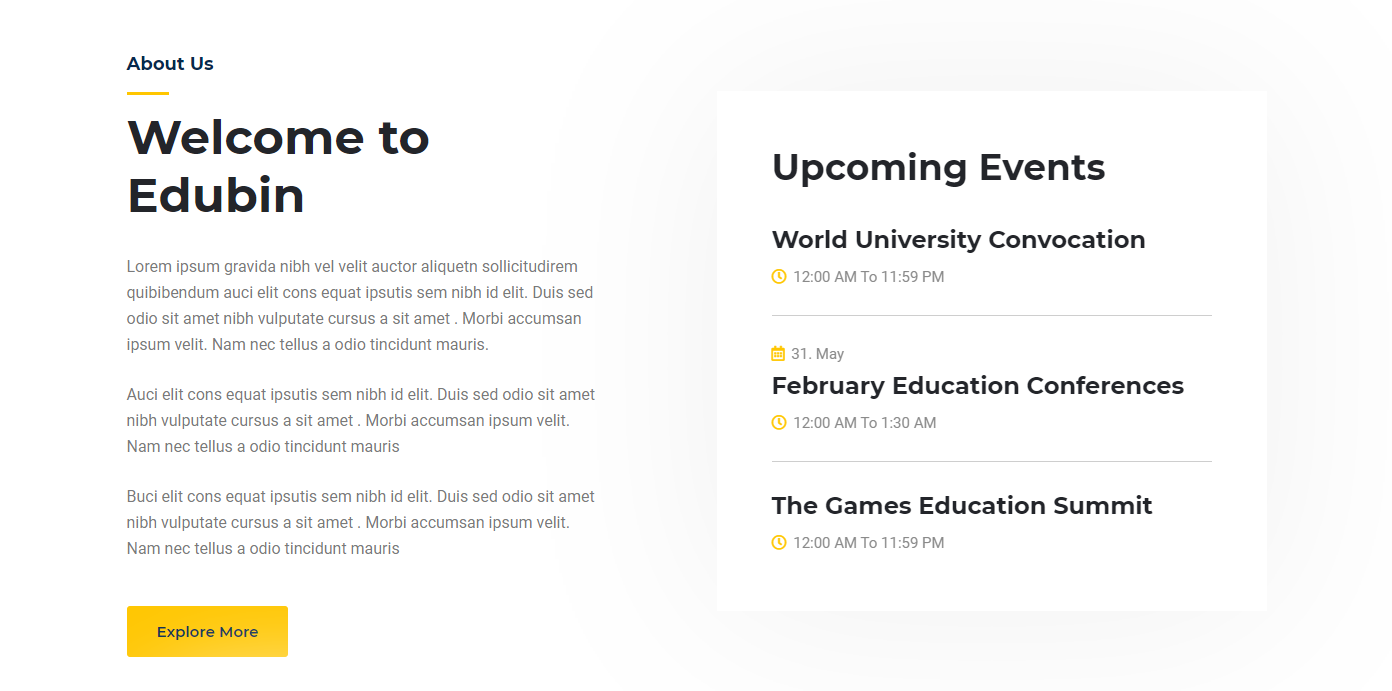 About Us
Welcome to
Edubin
Lorem ipsum gravida nibh vel velit auctor aliquetn sollicitudirem
quibibendum auci elit cons equat ipsutis sem nibh id elit. Duis sed
odio sit amet nibh vulputate cursus a sit amet . Morbi accumsan
ipsum velit. Nam nec tellus a odio tincidunt mauris.
Auci elit cons equat ipsutis sem nibh id elit. Duis sed odio sit amet
nibh vulputate cursus a sit amet . Morbi accumsan ipsum velit.
Nam nec tellus a odio tincidunt mauris
Buci elit cons equat ipsutis sem nibh id elit. Duis sed odio sit amet
nibh vulputate cursus a sit amet . Morbi accumsan ipsum velit.
Nam nec tellus a odio tincidunt mauris
Explore More
Upcoming Events
World University Convocation
12:00 AM To 11:59 PM
31. May
February Education Conferences
12:00 AM To 1:30 AM
The Games Education Summit
12:00 AM To 11:59 PM